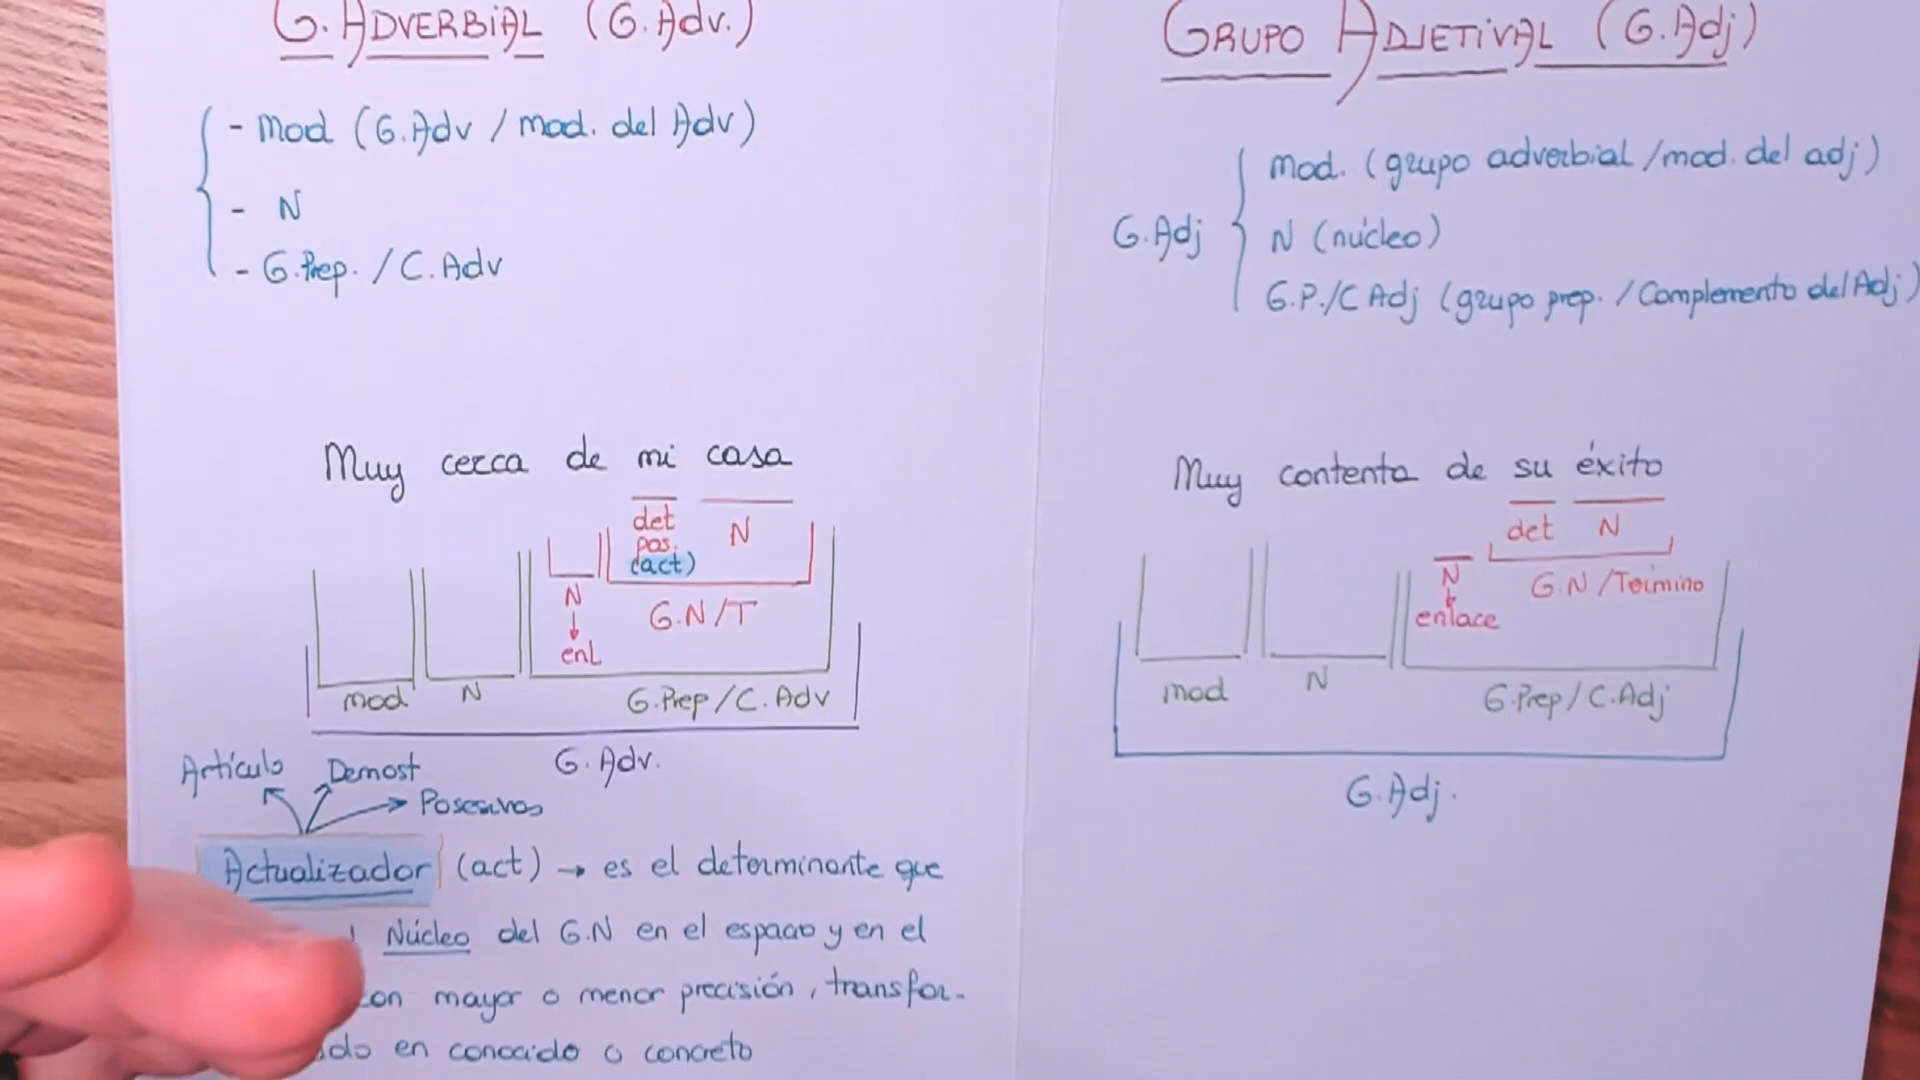 G. ADVERBIAL (G. Adv.)
- Mod (G.Adv / mod. del Adv)
- N
- G.Prep. / C.Adv
Muy cerca de mi casa
det N
pos.
(act)
N G.N/T
enl
mod N G.Prep/C.Adv
G.Adv.
Artículo Demost
Posesivos
Actualizador (act) → es el determinante que
Núcleo del G.N en el espacio y en el
con mayor o menor precisión, transfor-
en conocido o concreto
GRUPO ADJETIVAL (G.Adj)
mod. (grupo adverbial/mod. del adj)
G.Adj N (núcleo)
G.P./C Adj (grupo prep. / Complemento del Adj)
Muy contenta de su éxito
det N
N G.N/Término
enlace
mod N G.Prep/C.Adj
G.Adj.